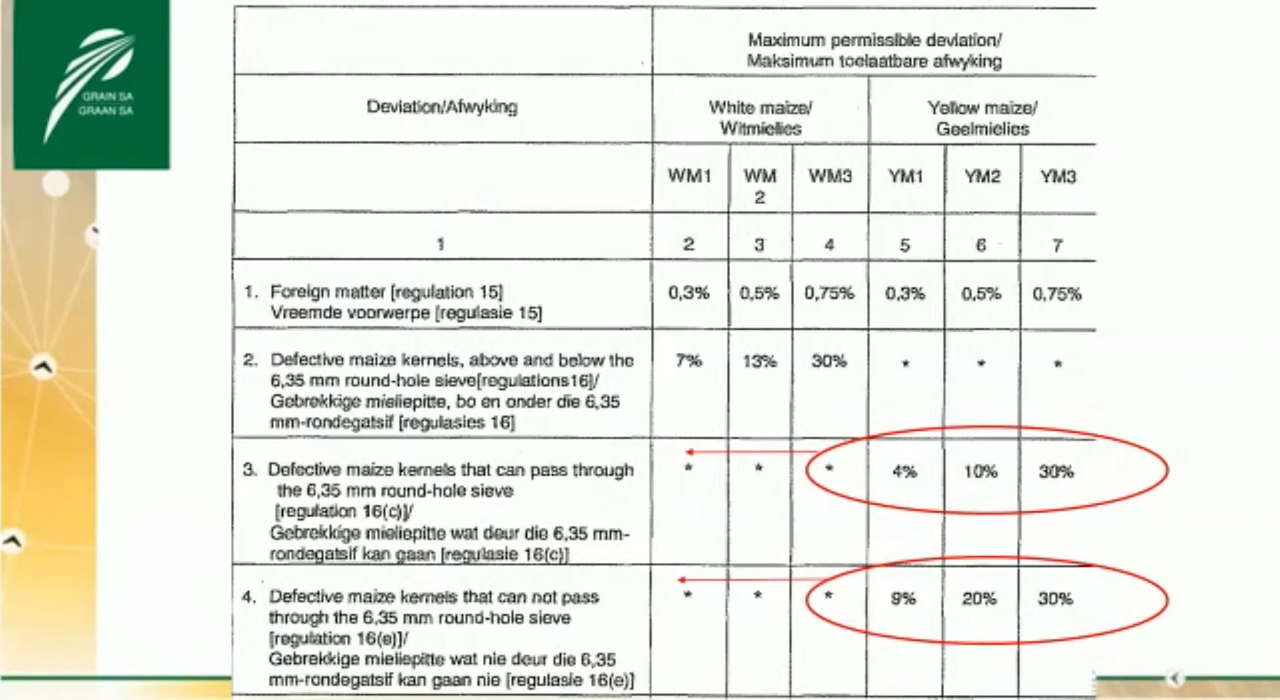 GRAIN SA
GRAAN SA
Maximum permissible deviation/
Maksimum toelaatbare afwyking
Deviation/Afwyking
White maize/
Witmielies
Yellow maize/
Geelmielies
WM1
WM
2
WM3
YM1
YM2
YM3
1
2
3
4
5
6
7
1. Foreign matter [regulation 15]
Vreemde voorwerpe [regulasie 15]
0,3%
0,5%
0,75%
0,3%
0,5%
0,75%
2. Defective maize kernels, above and below the
6,35 mm round-hole sieve[regulations16]/
Gebrekkige mieliepitte, bo en onder die 6,35
mm-rondegatsif [regulasies 16]
7%
13%
30%
*
*
*
3. Defective maize kernels that can pass through
the 6,35 mm round-hole sieve
[regulation 16(c)]/
Gebrekkige mieliepitte wat deur die 6,35 mm-
rondegatsif kan gaan [regulasie 16(c)]
*
*
*
4%
10%
30%
4. Defective maize kernels that can not pass
through the 6,35 mm round-hole sieve
[regulation 16(e)]/
Gebrekkige mieliepitte wat nie deur die 6,35
mm-rondegatsif kan gaan nie [regulasie 16(e)]
*
*
*
9%
20%
30%